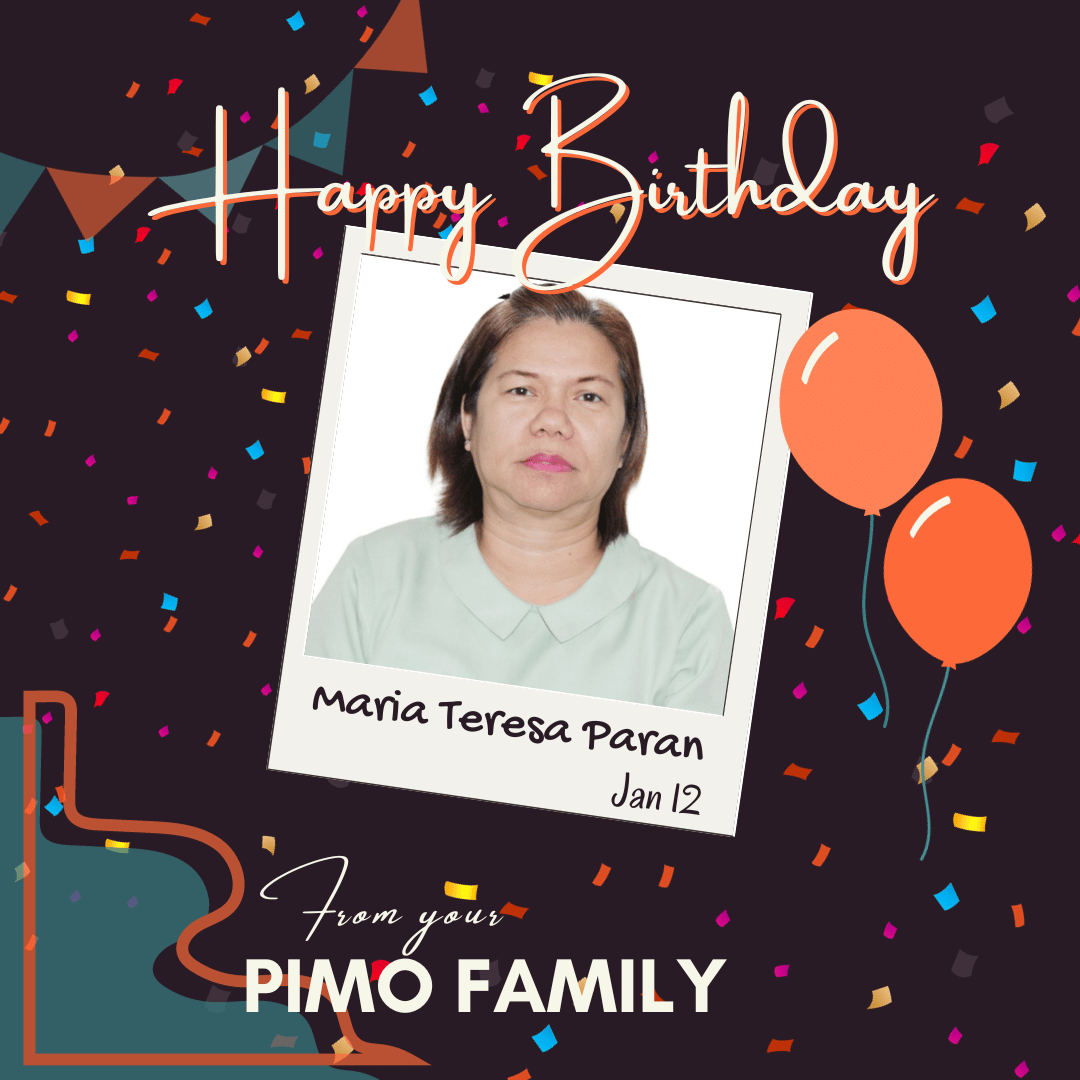 Happy Birthday
Maria Teresa Paran
Jan 12
From your
PIMO FAMILY